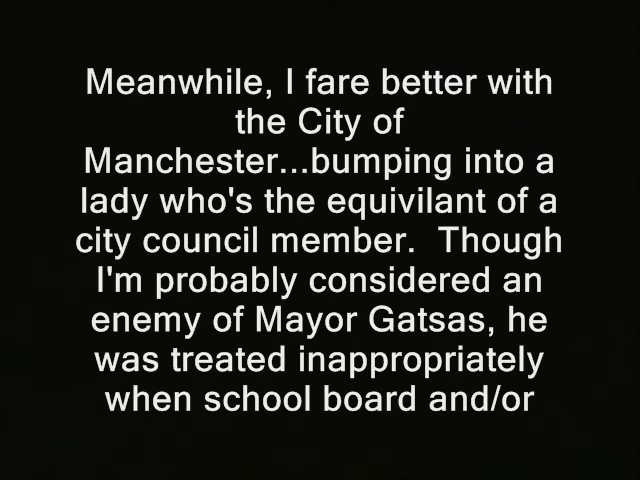 Meanwhile, I fare better with
the City of
Manchester...bumping into a
lady who's the equivilant of a
city council member.  Though
I'm probably considered an
enemy of Mayor Gatsas, he
was treated inappropriately
when school board and/or